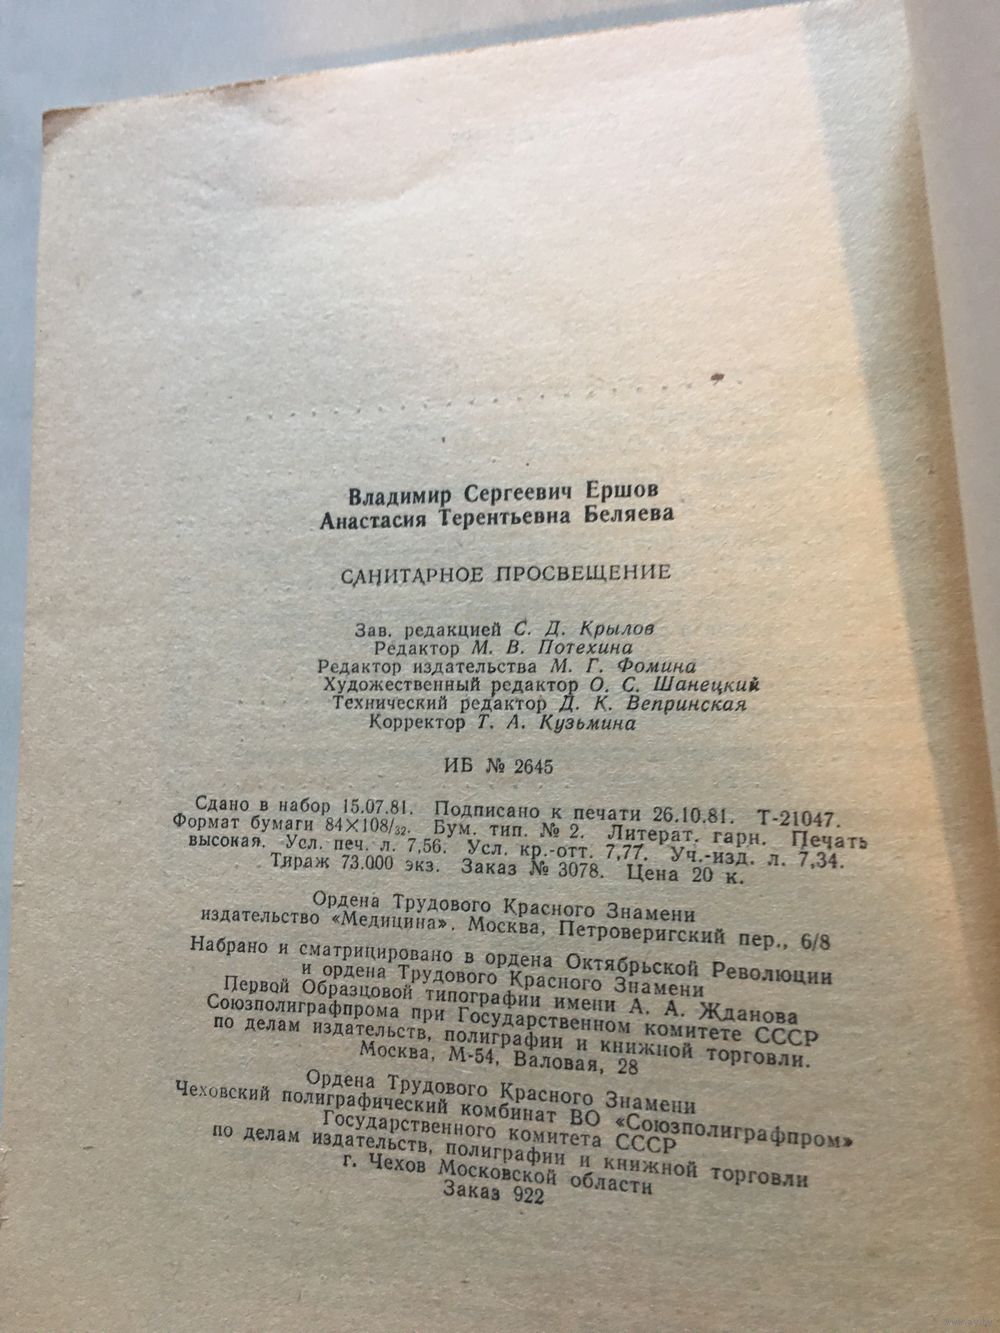 Владимир Сергеевич Ершов
Анастасия Терентьевна Беляева
САНИТАРНОЕ ПРОСВЕЩЕНИЕ
Зав. редакцией С. Д. Крылов
Редактор М. В. Потехина
Редактор издательства М. Г. Фомина
Художественный редактор О. С. Шанецкий
Технический редактор Д. К. Вепринская
Корректор Т. А. Кузьмина
ИБ № 2645
Сдано в набор 15.07.81. Подписано к печати 26.10.81. Т-21047.
Формат бумаги 84×108/32. Бум. тип. № 2. Литерат. гарн. Печать
высокая. Усл. печ. л. 7,56. Усл. кр.-отт. 7,77. Уч.-изд. л. 7,34.
Тираж 73.000 экз. Заказ № 3078. Цена 20 к.
Ордена Трудового Красного Знамени
издательство «Медицина». Москва, Петроверигский пер., 6/8
Набрано и сматрицировано в ордена Октябрьской Революции
и ордена Трудового Красного Знамени
Первой Образцовой типографии имени А. А. Жданова
Союзполиграфпрома при Государственном комитете СССР
по делам издательств, полиграфии и книжной торговли.
Москва, М-54, Валовая, 28
Ордена Трудового Красного Знамени
Чеховский полиграфический комбинат ВО «Союзполиграфпром»
Государственного комитета СССР
по делам издательств, полиграфии и книжной торговли
г. Чехов Московской области
Заказ 922